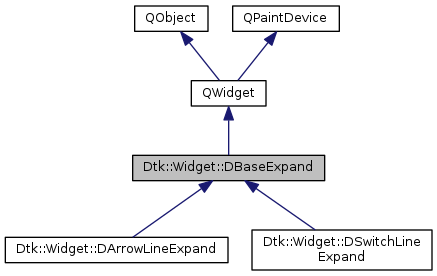 QObject
QPaintDevice
QWidget
Dtk::Widget::DBaseExpand
Dtk::Widget::DArrowLineExpand
Dtk::Widget::DSwitchLine
Expand